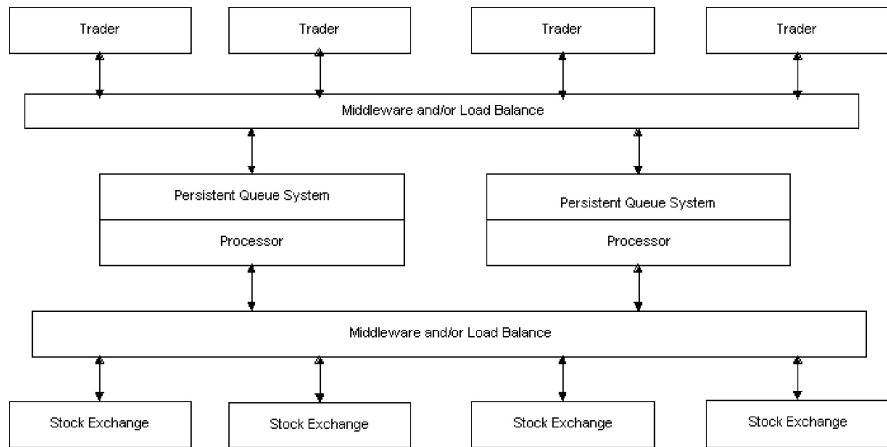 Trader
Trader
Trader
Trader
Middleware and/or Load Balance
Persistent Queue System
Persistent Queue System
Processor
Processor
Middleware and/or Load Balance
Stock Exchange
Stock Exchange
Stock Exchange
Stock Exchange